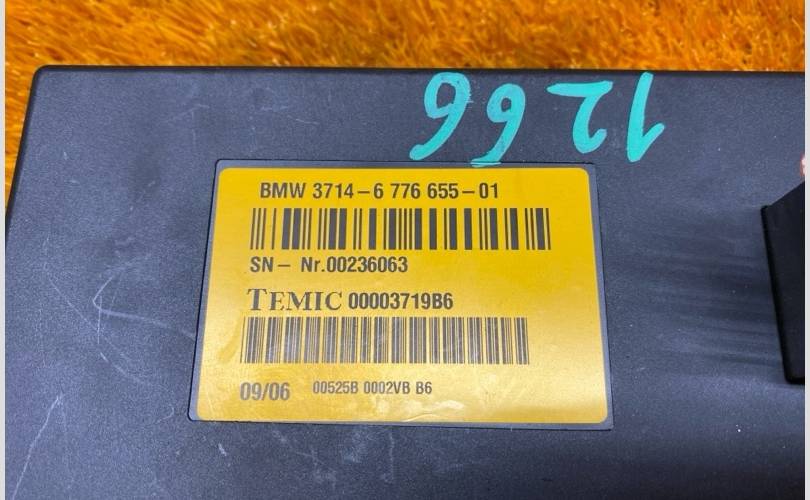 1266
BMW 3714-6 776 655-01
SN- Nr.00236063
TEMIC 00003719B6
09/06 00525B 0002VB B6